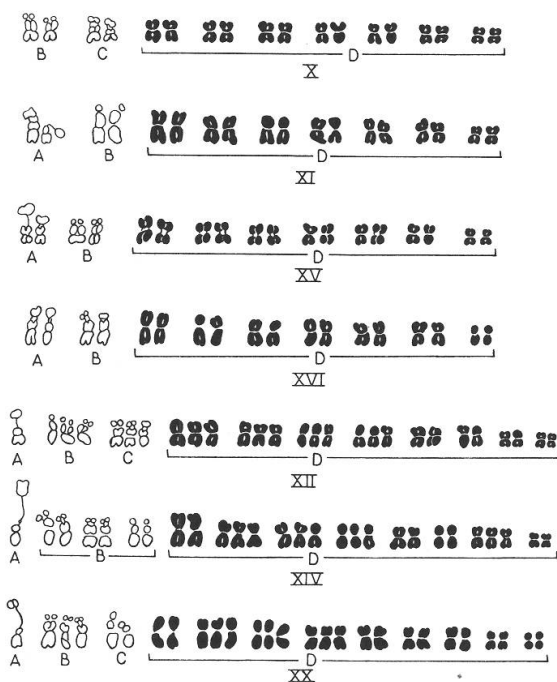 B C D
X
A B D
XI
A B D
XV
A B D
XVI
A B C D
XII
A B D
XIV
A B C D
XX